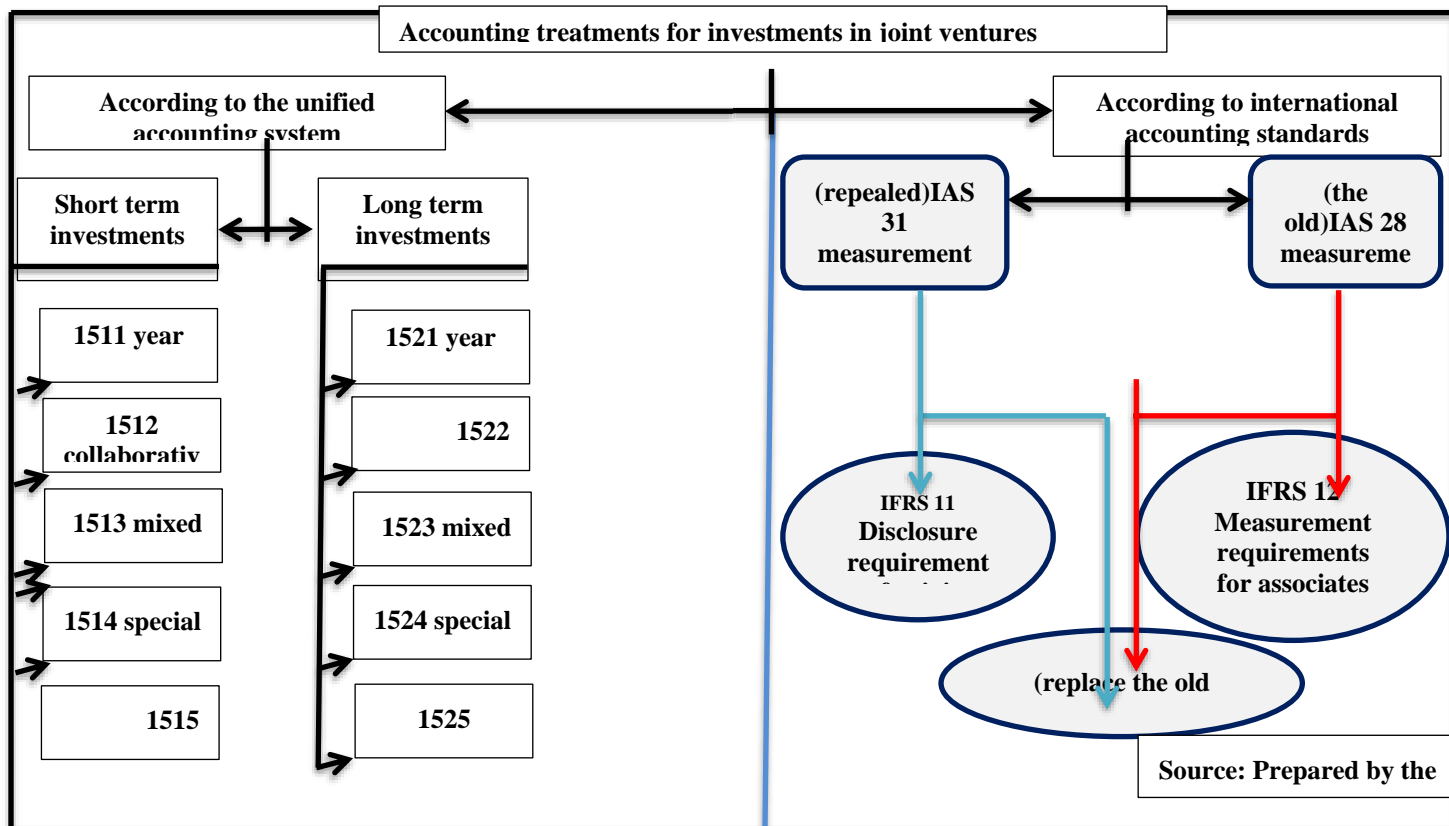 Accounting treatments for investments in joint ventures
According to the unified
accounting system
According to international
accounting standards
Short term
investments
Long term
investments
(repealed)IAS
31
measurement
(the
old)IAS 28
measureme
1511 year
1512
collaborativ
1513 mixed
1514 special
1515
1521 year
1522
1523 mixed
1524 special
1525
IFRS 11
Disclosure
requirement
IFRS 12
Measurement
requirements
for associates
(replace the old
Source: Prepared by the